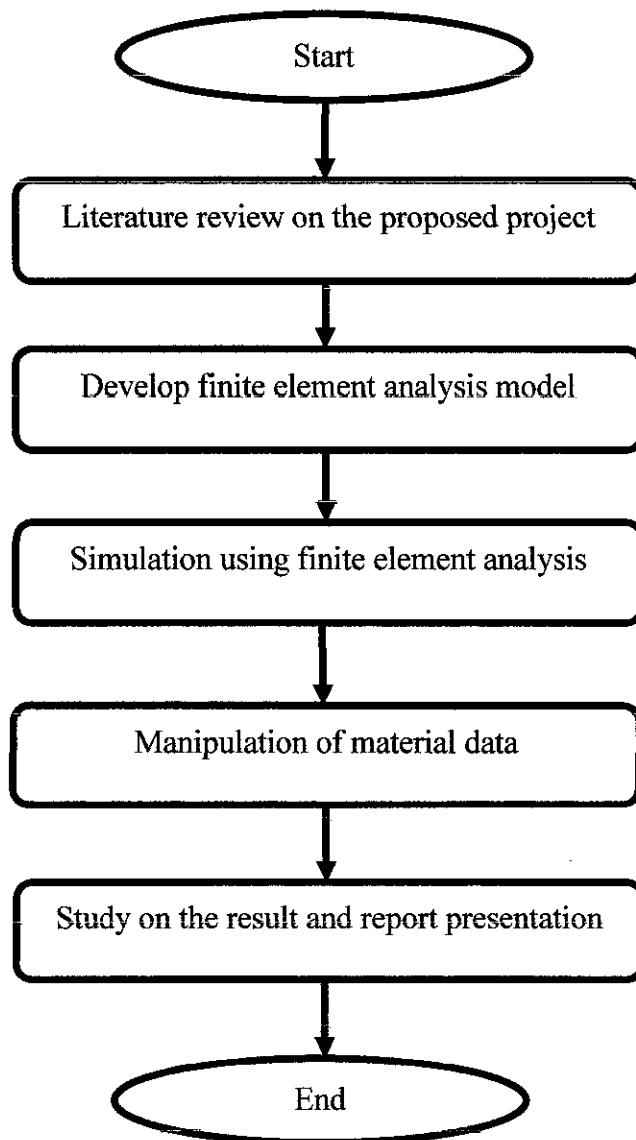 Start
Literature review on the proposed project
Develop finite element analysis model
Simulation using finite element analysis
Manipulation of material data
Study on the result and report presentation
End